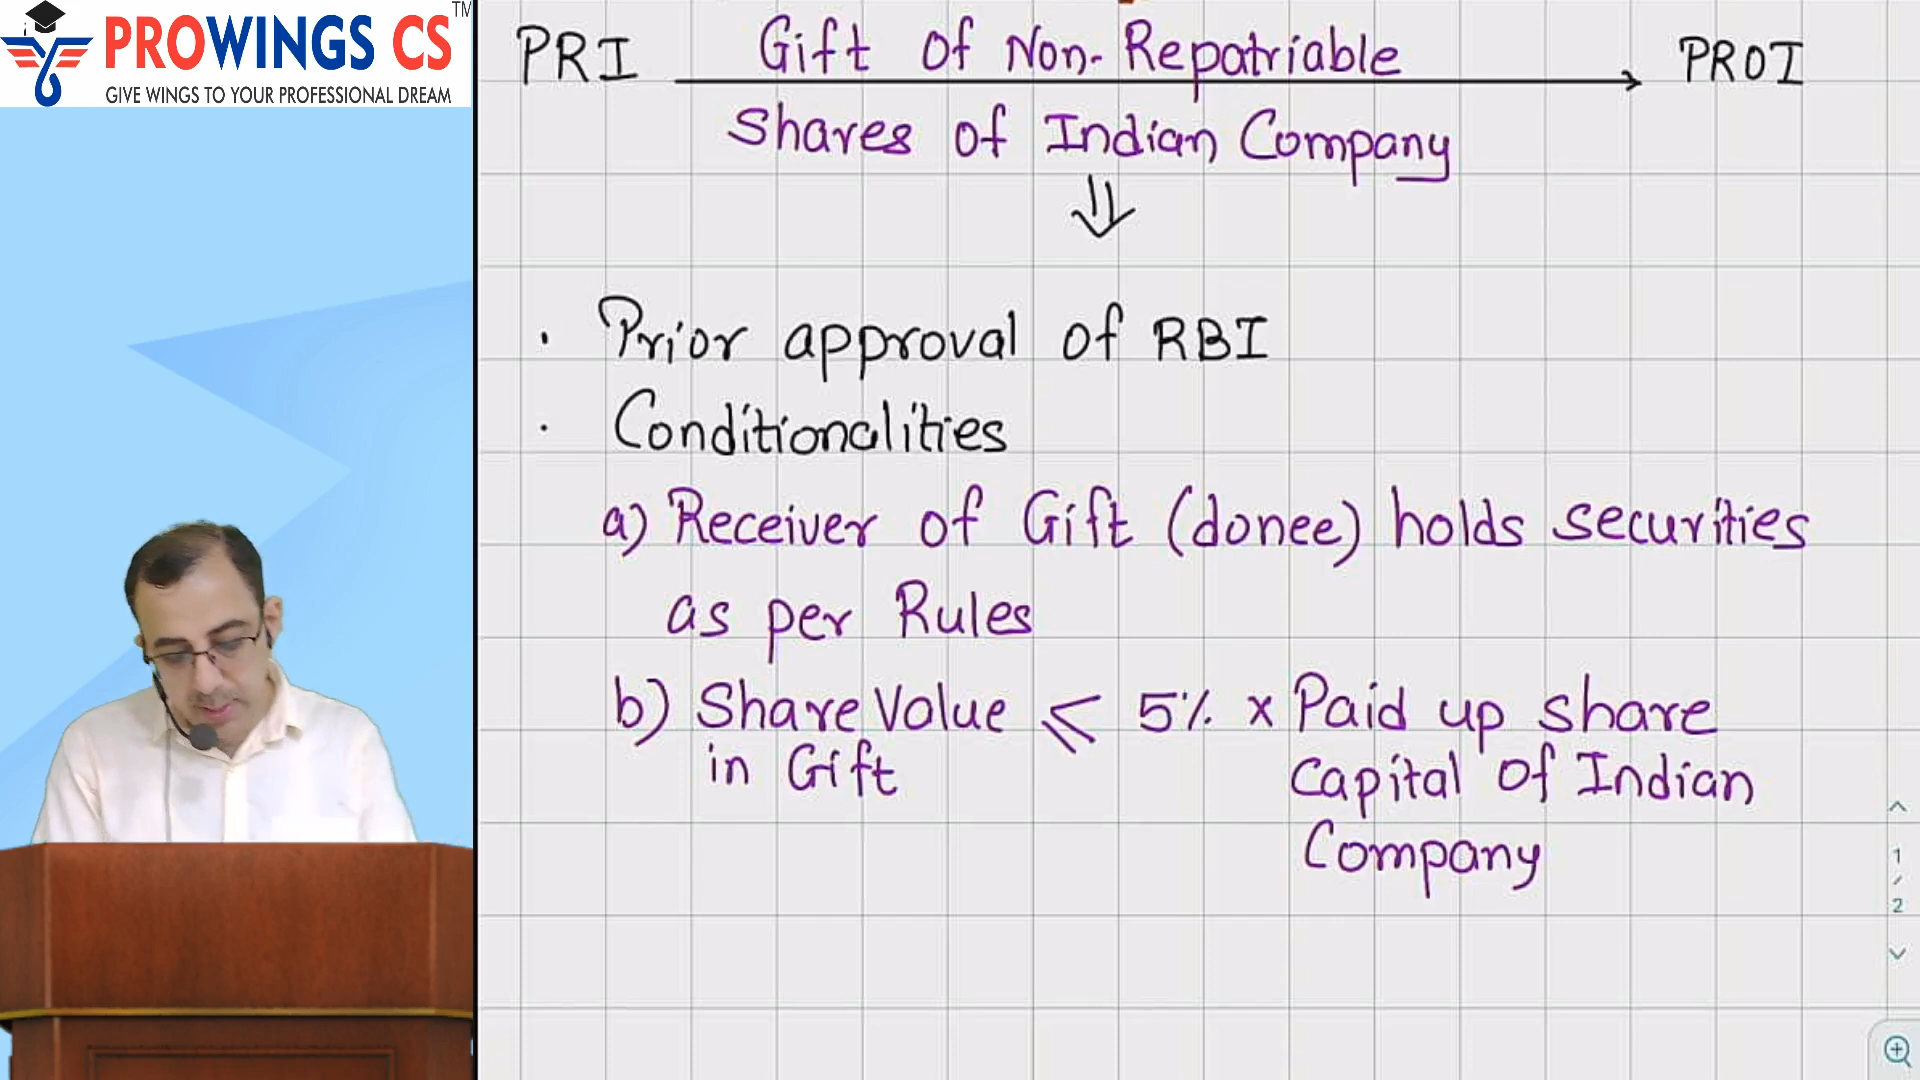 PROWINGS CS TM
GIVE WINGS TO YOUR PROFESSIONAL DREAM
PRI Gift Of Non-Repatriable PROI
Shares of Indian Company
⇓
· Prior approval of RBI
· Conditionalities
a) Receiver of Gift (donee) holds securities
as per Rules
b) Share Value ≤ 5% x Paid up share
in Gift Capital Of Indian
Company
1
/
2